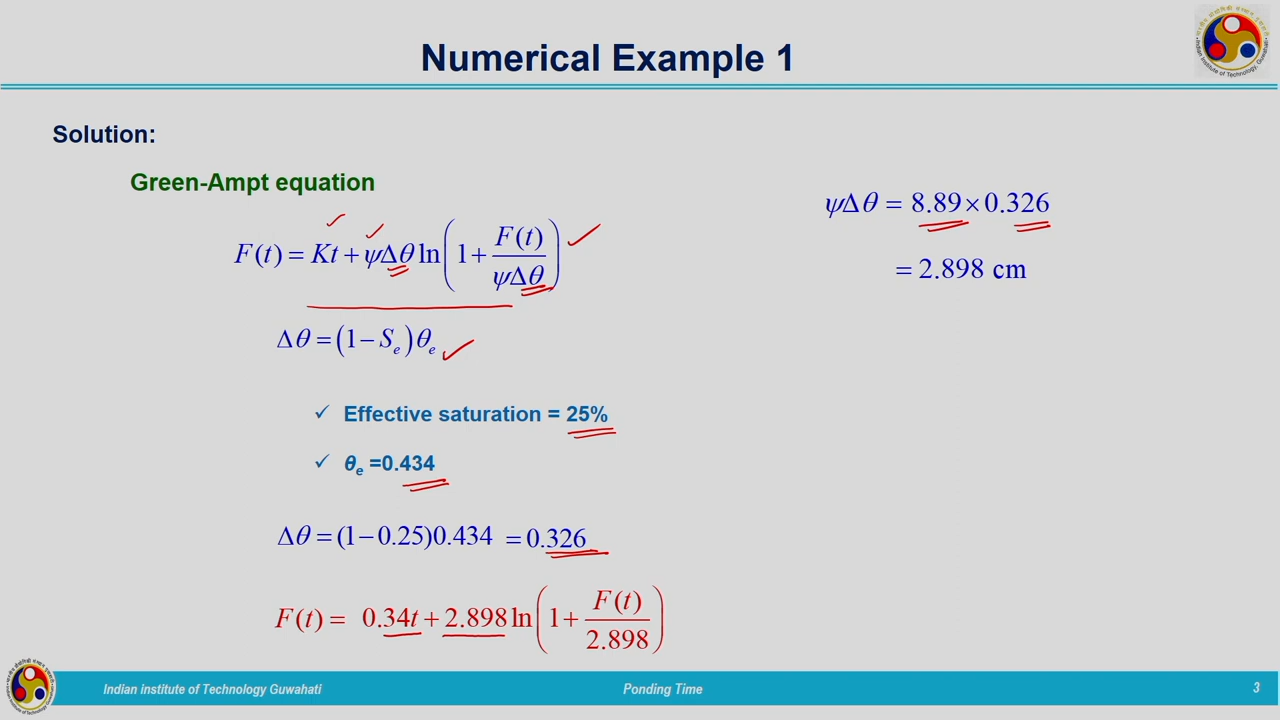 Numerical Example 1
Solution:
Green-Ampt equation
F(t) = Kt + ψΔθ ln(1 + F(t)/ψΔθ)
Δθ = (1 − Sₑ)θₑ
✓ Effective saturation = 25%
✓ θₑ =0.434
Δθ = (1 − 0.25)0.434 = 0.326
F(t) = 0.34t + 2.898 ln(1 + F(t)/2.898)
ψΔθ = 8.89 × 0.326
= 2.898 cm
Indian institute of Technology Guwahati
Ponding Time
3